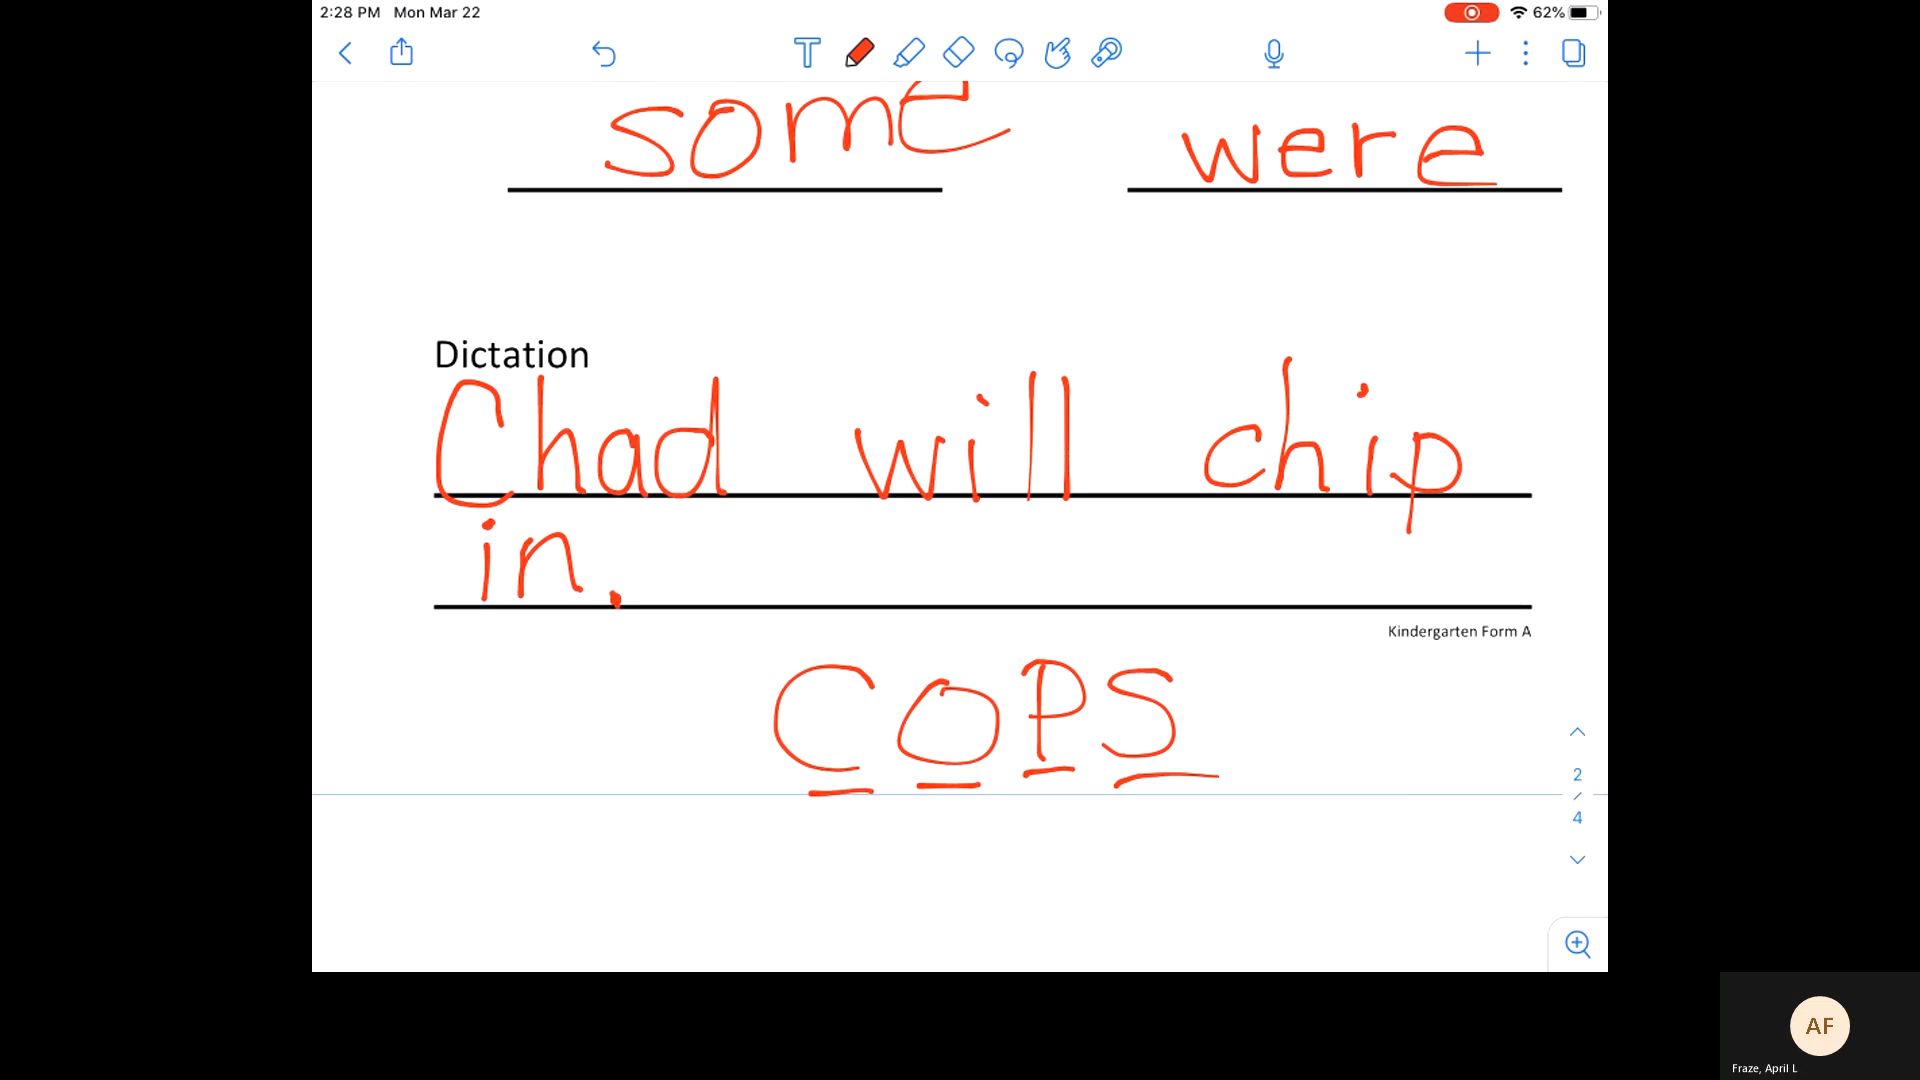 2:28 PM Mon Mar 22
62%
T
some were
Dictation
Chad will chip
in.
Kindergarten Form A
COPS
2
/
4
AF
Fraze, April L